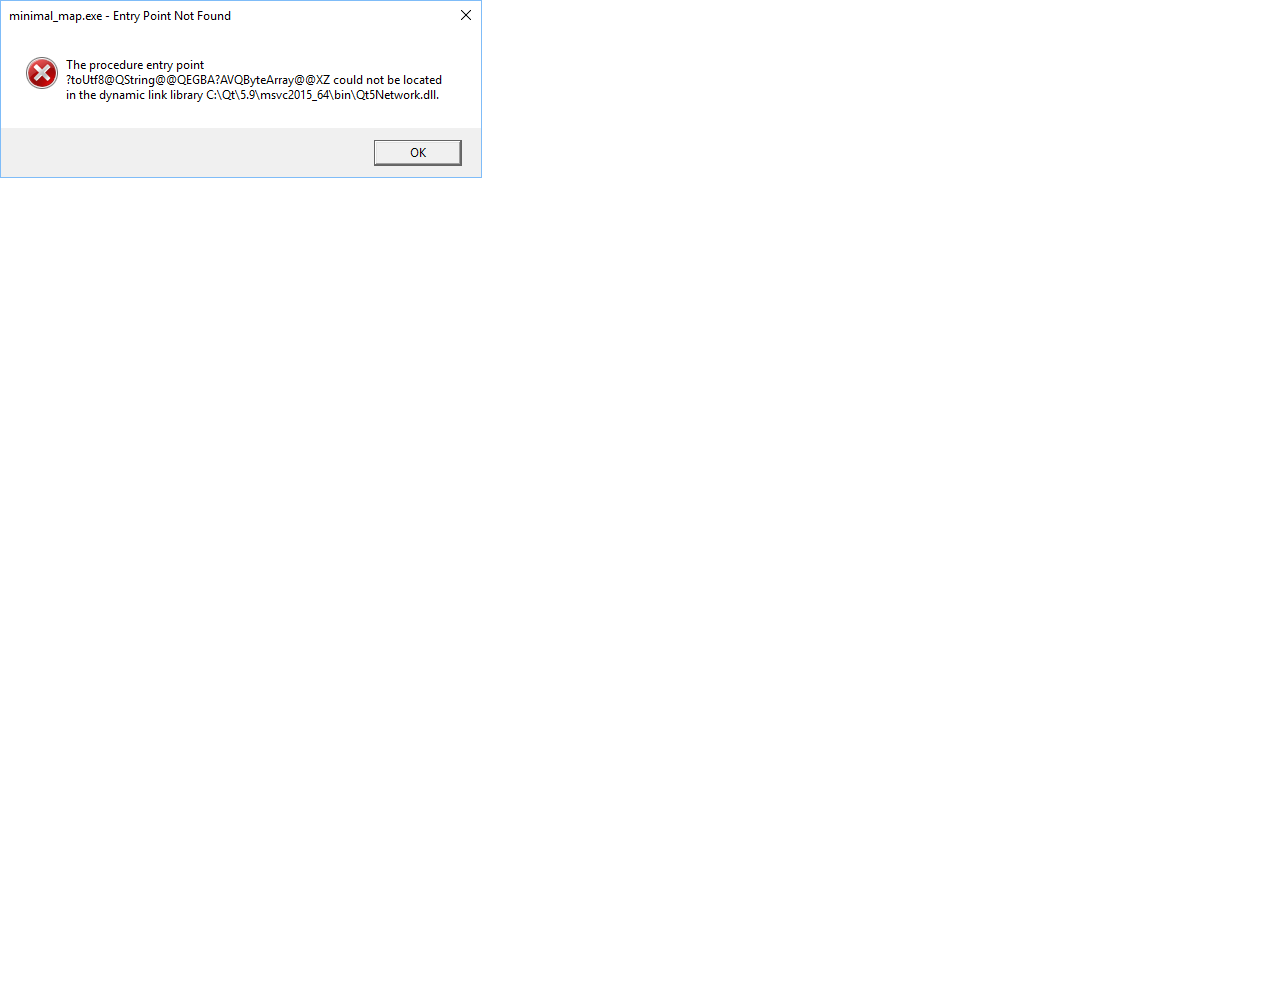 minimal_map.exe - Entry Point Not Found
The procedure entry point
?toUtf8@QString@@QEGBA?AVQByteArray@@XZ could not be located
in the dynamic link library C:\Qt\5.9\msvc2015_64\bin\Qt5Network.dll.
OK